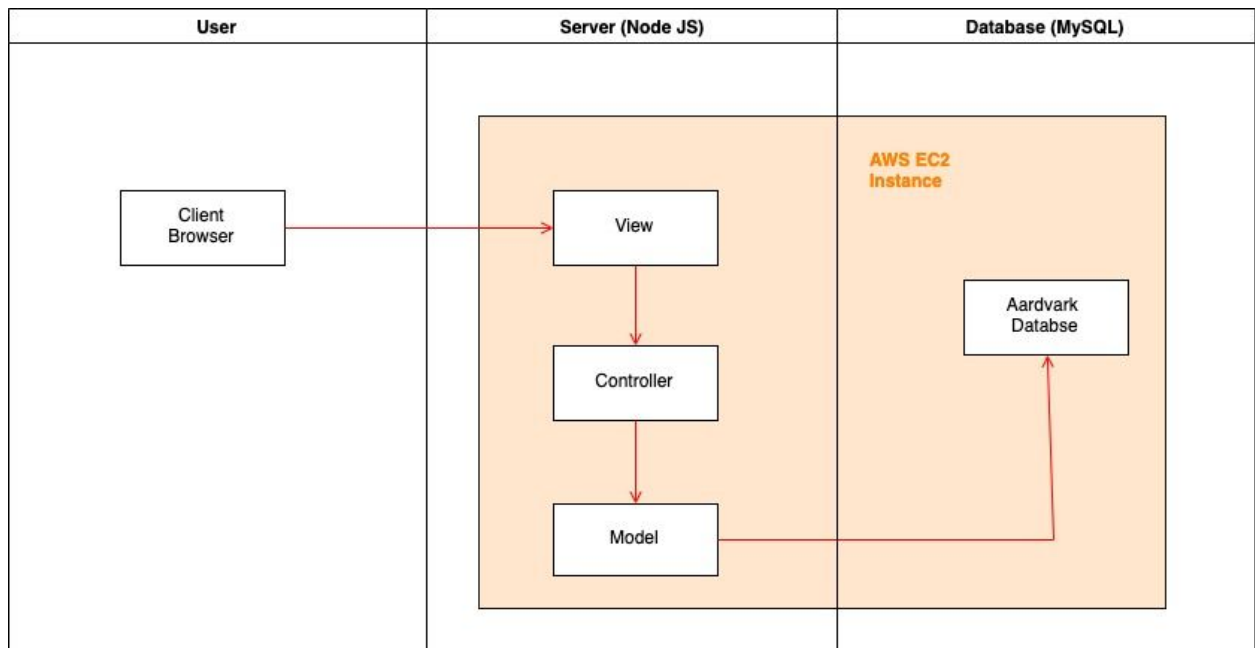 User
Server (Node JS)
Database (MySQL)
AWS EC2
Instance
Client
Browser
View
Aardvark
Databse
Controller
Model